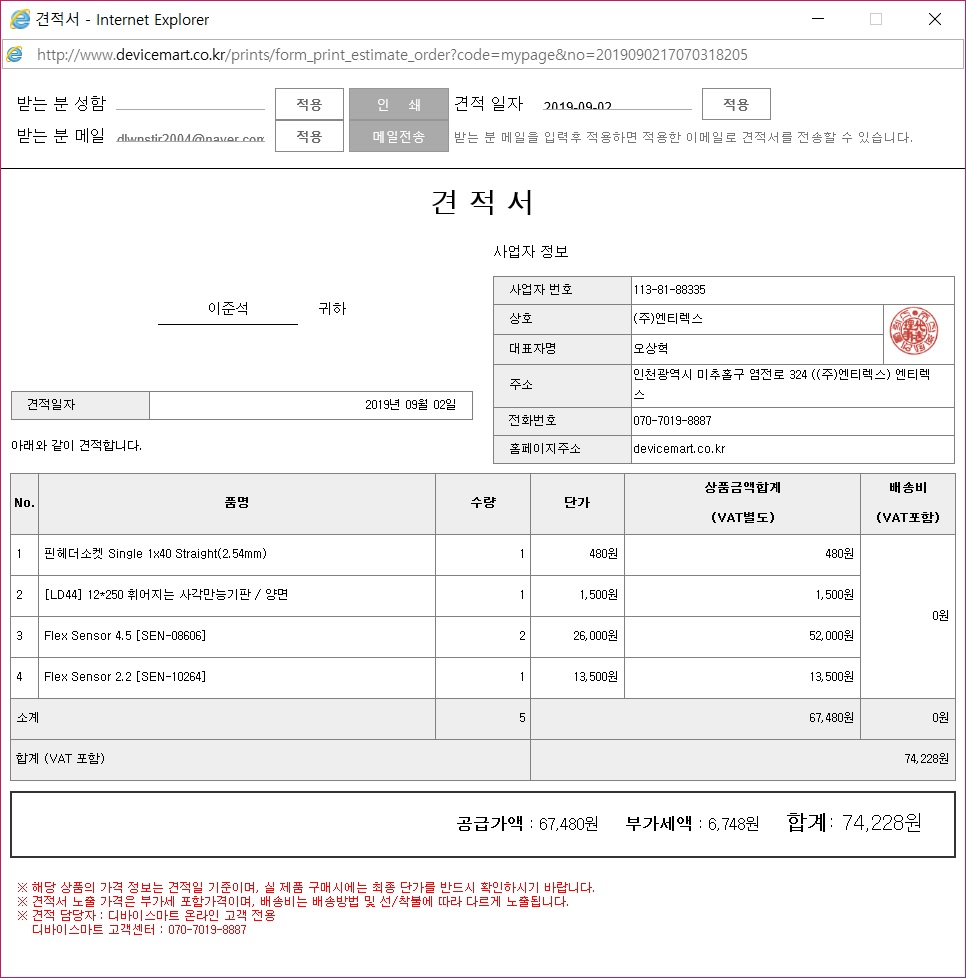 견적서 - Internet Explorer
http://www.devicemart.co.kr/prints/form_print_estimate_order?code=mypage&no=2019090217070318205
받는 분 성함 적용 인 쇄 견적 일자 2019-09-02 적용
받는 분 메일 dlwnstjr2004@naver.com 적용 메일전송 받는 분 메일을 입력후 적용하면 적용한 이메일로 견적서를 전송할 수 있습니다.
견 적 서
사업자 정보
이준석 귀하
사업자 번호 113-81-88335
상호 (주)엔티렉스
대표자명 오상혁
주소 인천광역시 미추홀구 염전로 324 ((주)엔티렉스) 엔티렉
스
전화번호 070-7019-8887
홈페이지주소 devicemart.co.kr
견적일자 2019년 09월 02일
아래와 같이 견적합니다.
No. 품명 수량 단가 상품금액합계 배송비
(VAT별도) (VAT포함)
1 핀헤더소켓 Single 1x40 Straight(2.54mm) 1 480원 480원
2 [LD44] 12*250 휘어지는 사각만능기판 / 양면 1 1,500원 1,500원
0원
3 Flex Sensor 4.5 [SEN-08606] 2 26,000원 52,000원
4 Flex Sensor 2.2 [SEN-10264] 1 13,500원 13,500원
소계 5 67,480원 0원
합계 (VAT 포함) 74,228원
공급가액 : 67,480원 부가세액 : 6,748원 합계: 74,228원
※ 해당 상품의 가격 정보는 견적일 기준이며, 실 제품 구매시에는 최종 단가를 반드시 확인하시기 바랍니다.
※ 견적서 노출 가격은 부가세 포함가격이며, 배송비는 배송방법 및 선/착불에 따라 다르게 노출됩니다.
※ 견적 담당자 : 디바이스마트 온라인 고객 전용
디바이스마트 고객센터 : 070-7019-8887